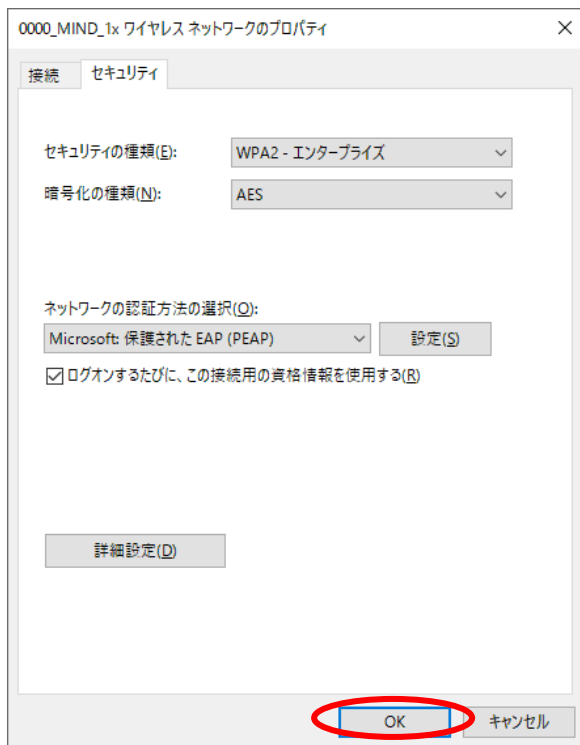 0000_MIND_1x ワイヤレス ネットワークのプロパティ
接続 セキュリティ
セキュリティの種類(E): WPA2 - エンタープライズ
暗号化の種類(N): AES
ネットワークの認証方法の選択(O):
Microsoft: 保護された EAP (PEAP) 設定(S)
ログオンするたびに、この接続用の資格情報を使用する(R)
詳細設定(D)
OK キャンセル